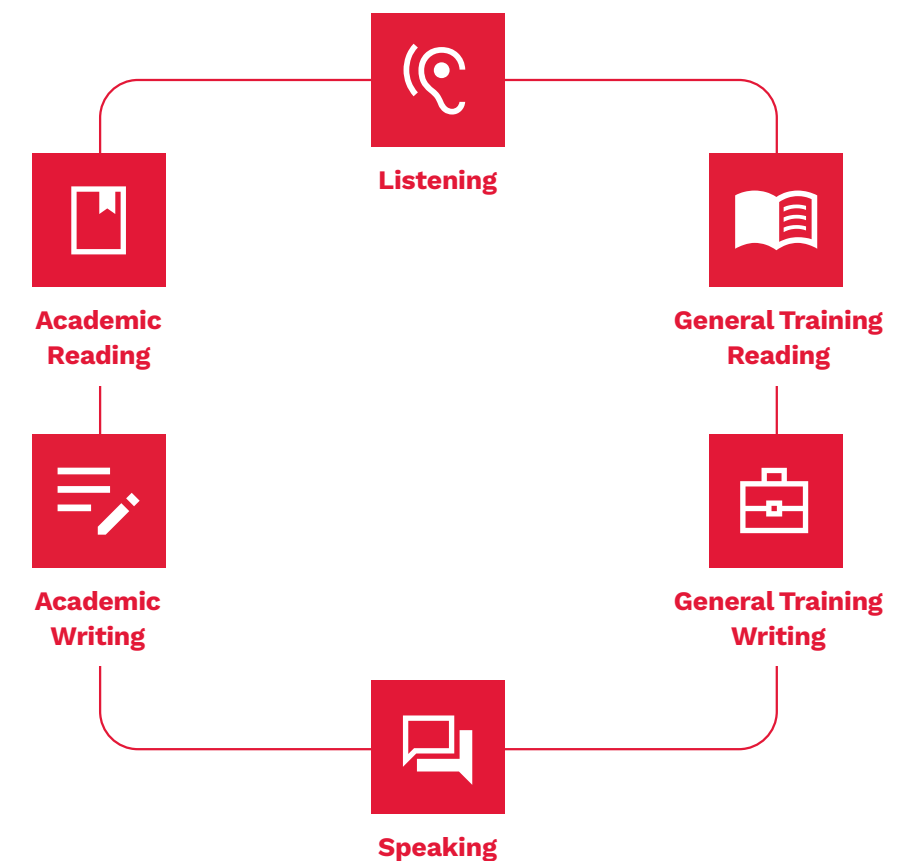 Listening
Academic
Reading
General Training
Reading
Academic
Writing
General Training
Writing
Speaking